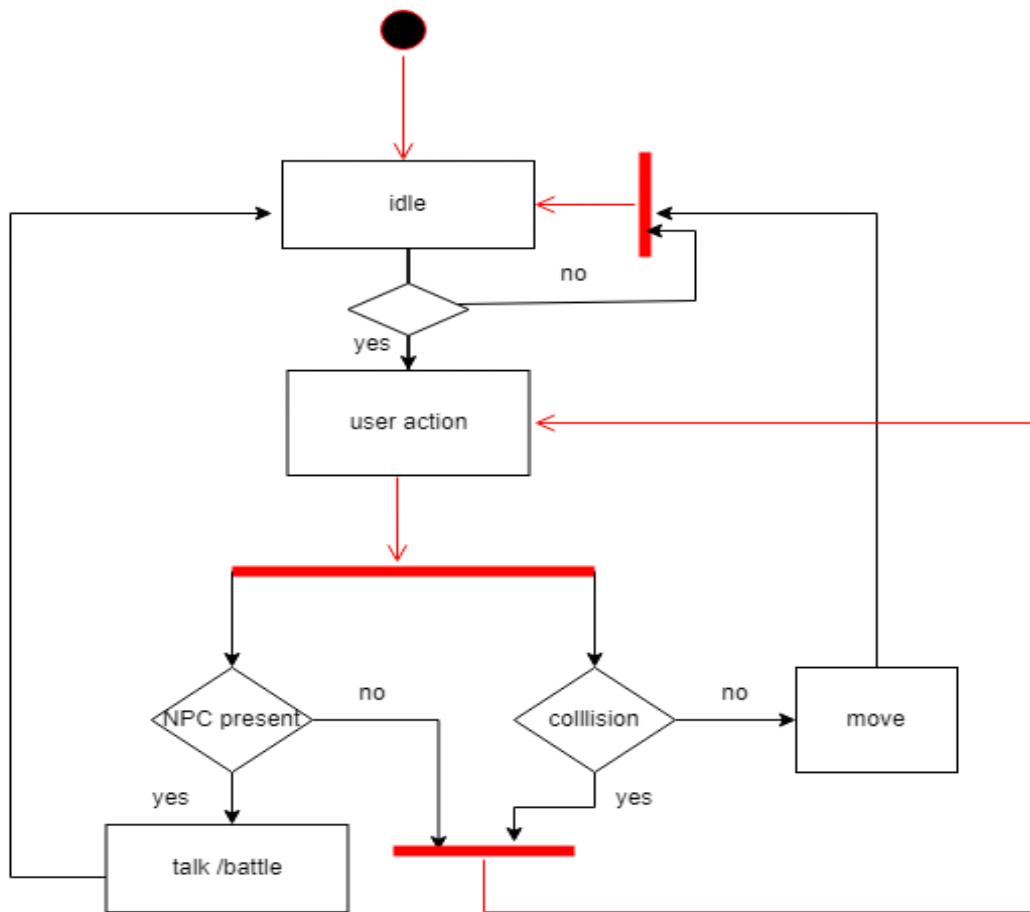 idle
no
yes
user action
NPC present
no
colllision
no
move
yes
yes
talk /battle